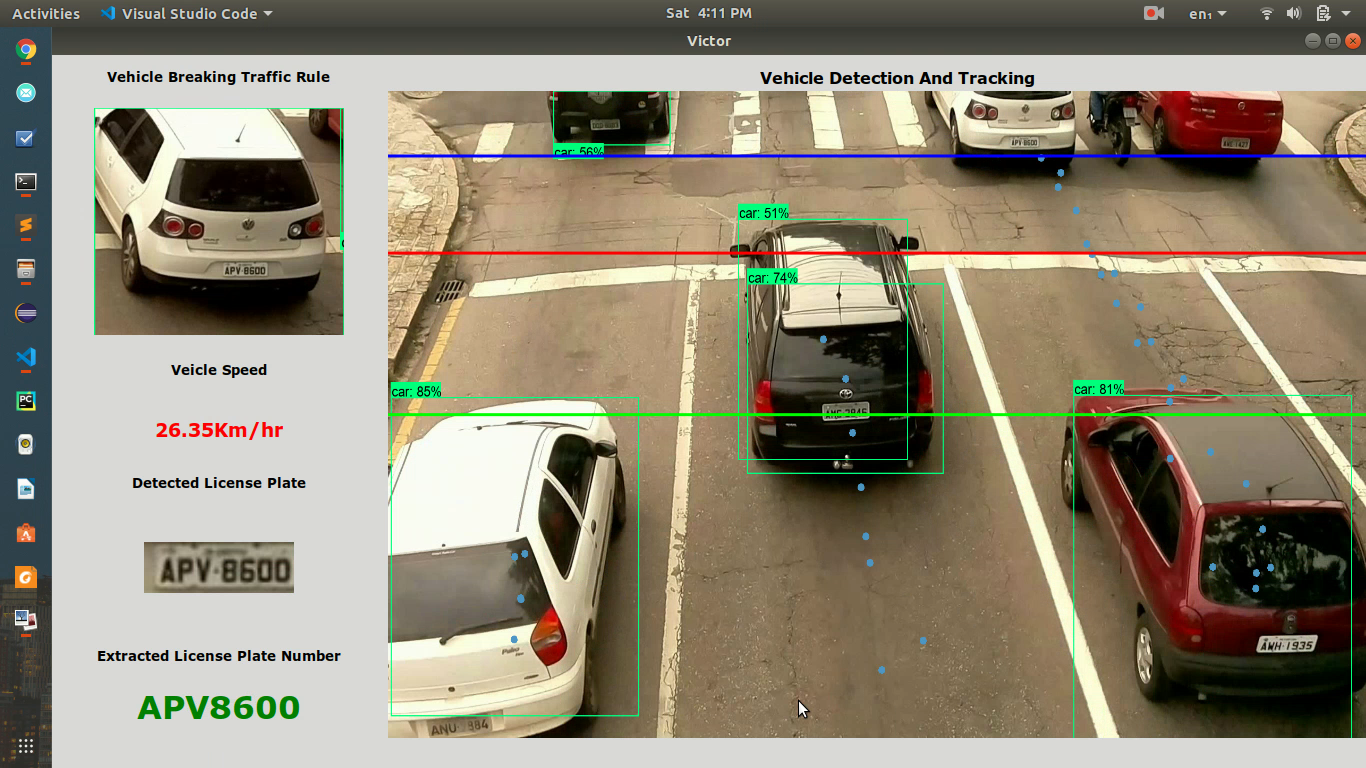 Activities
Visual Studio Code
Sat 4:11 PM
en₁
Victor
Vehicle Breaking Traffic Rule
APV-8600
Veicle Speed
26.35Km/hr
Detected License Plate
APV-8600
Extracted License Plate Number
APV8600
Vehicle Detection And Tracking
car: 56%
car: 51%
car: 74%
car: 85%
car: 81%
APV 8600
AWH-1935
PC